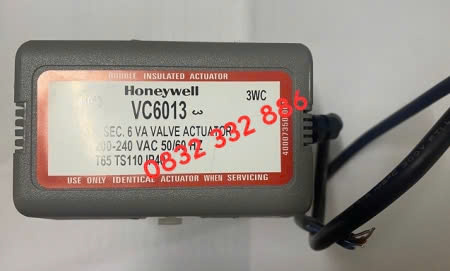 DOUBLE INSULATED ACTUATOR
Honeywell
3WC
VC6013
SEC. 6 VA VALVE ACTUATOR
200-240 VAC 50/60 HZ
T65 TS110 IP40
USE ONLY IDENTICAL ACTUATOR WHEN SERVICING
0832 332 886